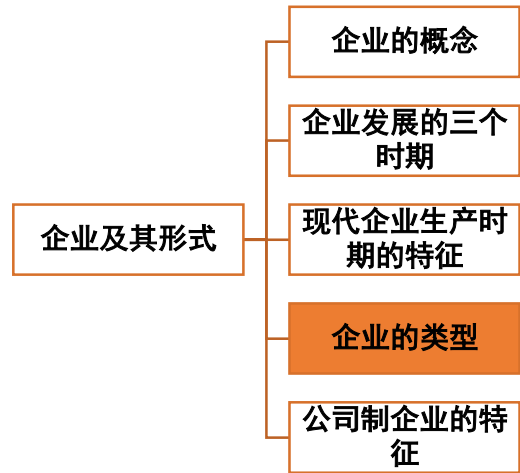 企业的概念
企业发展的三个
时期
企业及其形式
现代企业生产时
期的特征
企业的类型
公司制企业的特
征